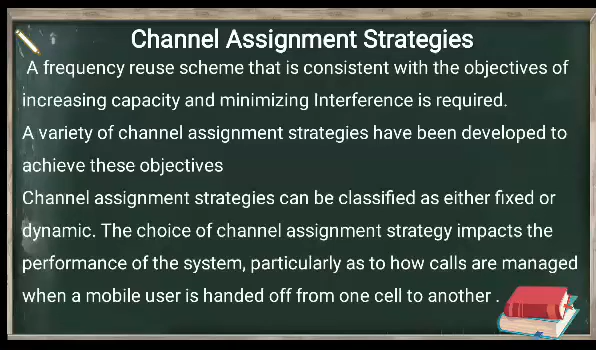 Channel Assignment Strategies
A frequency reuse scheme that is consistent with the objectives of
increasing capacity and minimizing Interference is required.
A variety of channel assignment strategies have been developed to
achieve these objectives
Channel assignment strategies can be classified as either fixed or
dynamic. The choice of channel assignment strategy impacts the
performance of the system, particularly as to how calls are managed
when a mobile user is handed off from one cell to another .